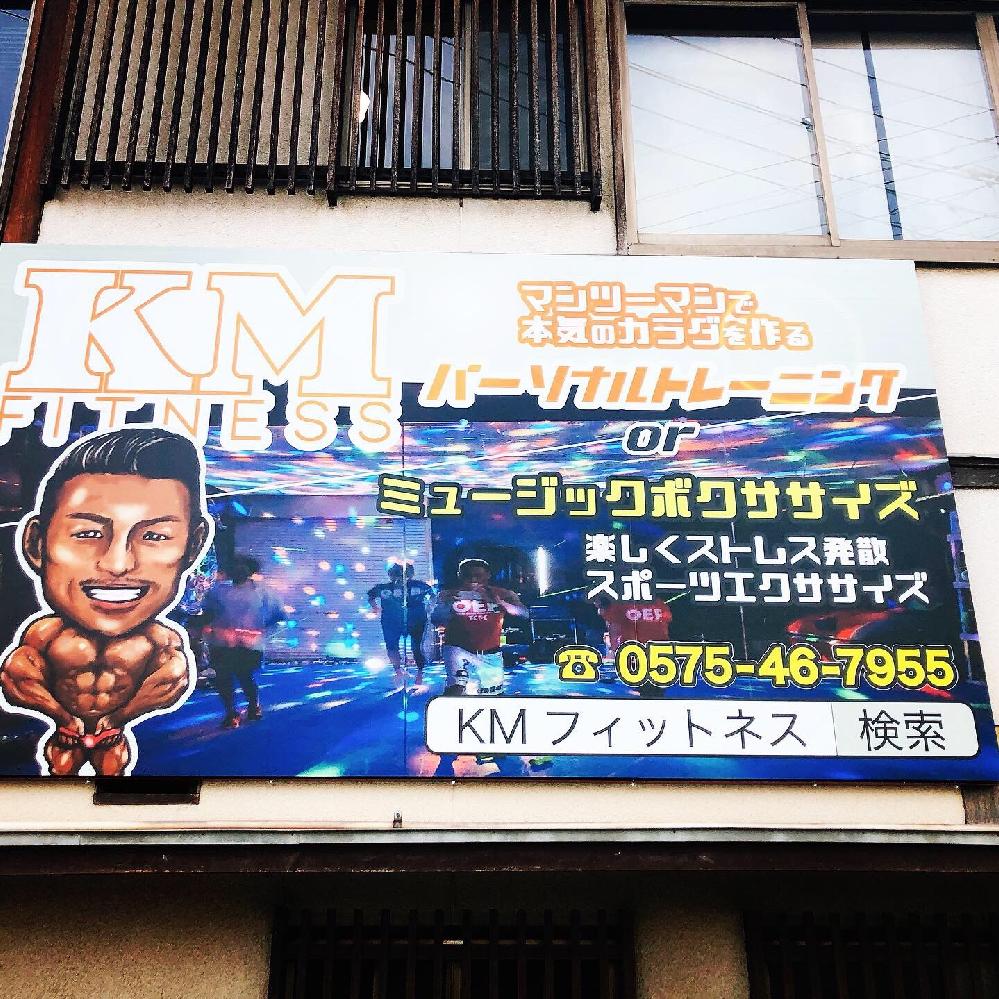 KM
FITNESS
マンツーマンで
本気のカラダを作る
パーソナルトレーニング
or
ミュージックボクササイズ
楽しくストレス発散
スポーツエクササイズ
☎ 0575-46-7955
KM フィットネス 検索
OEF
OEF